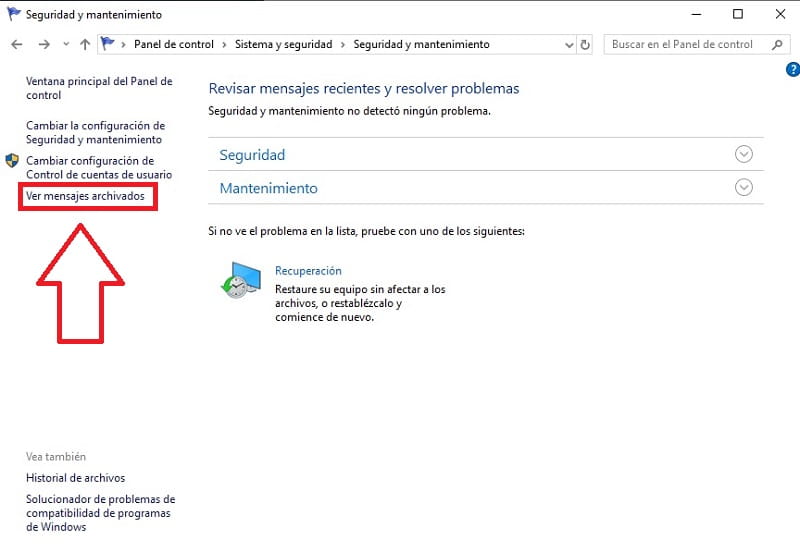 Seguridad y mantenimiento
Panel de control
Sistema y seguridad
Seguridad y mantenimiento
Buscar en el Panel de control
?
Ventana principal del Panel de
control
Cambiar la configuración de
Seguridad y mantenimiento
Cambiar configuración de
Control de cuentas de usuario
Ver mensajes archivados
Revisar mensajes recientes y resolver problemas
Seguridad y mantenimiento no detectó ningún problema.
Seguridad
Mantenimiento
Si no ve el problema en la lista, pruebe con uno de los siguientes:
Recuperación
Restaure su equipo sin afectar a los
archivos, o restablézcalo y
comience de nuevo.
Vea también
Historial de archivos
Solucionador de problemas de
compatibilidad de programas
de Windows